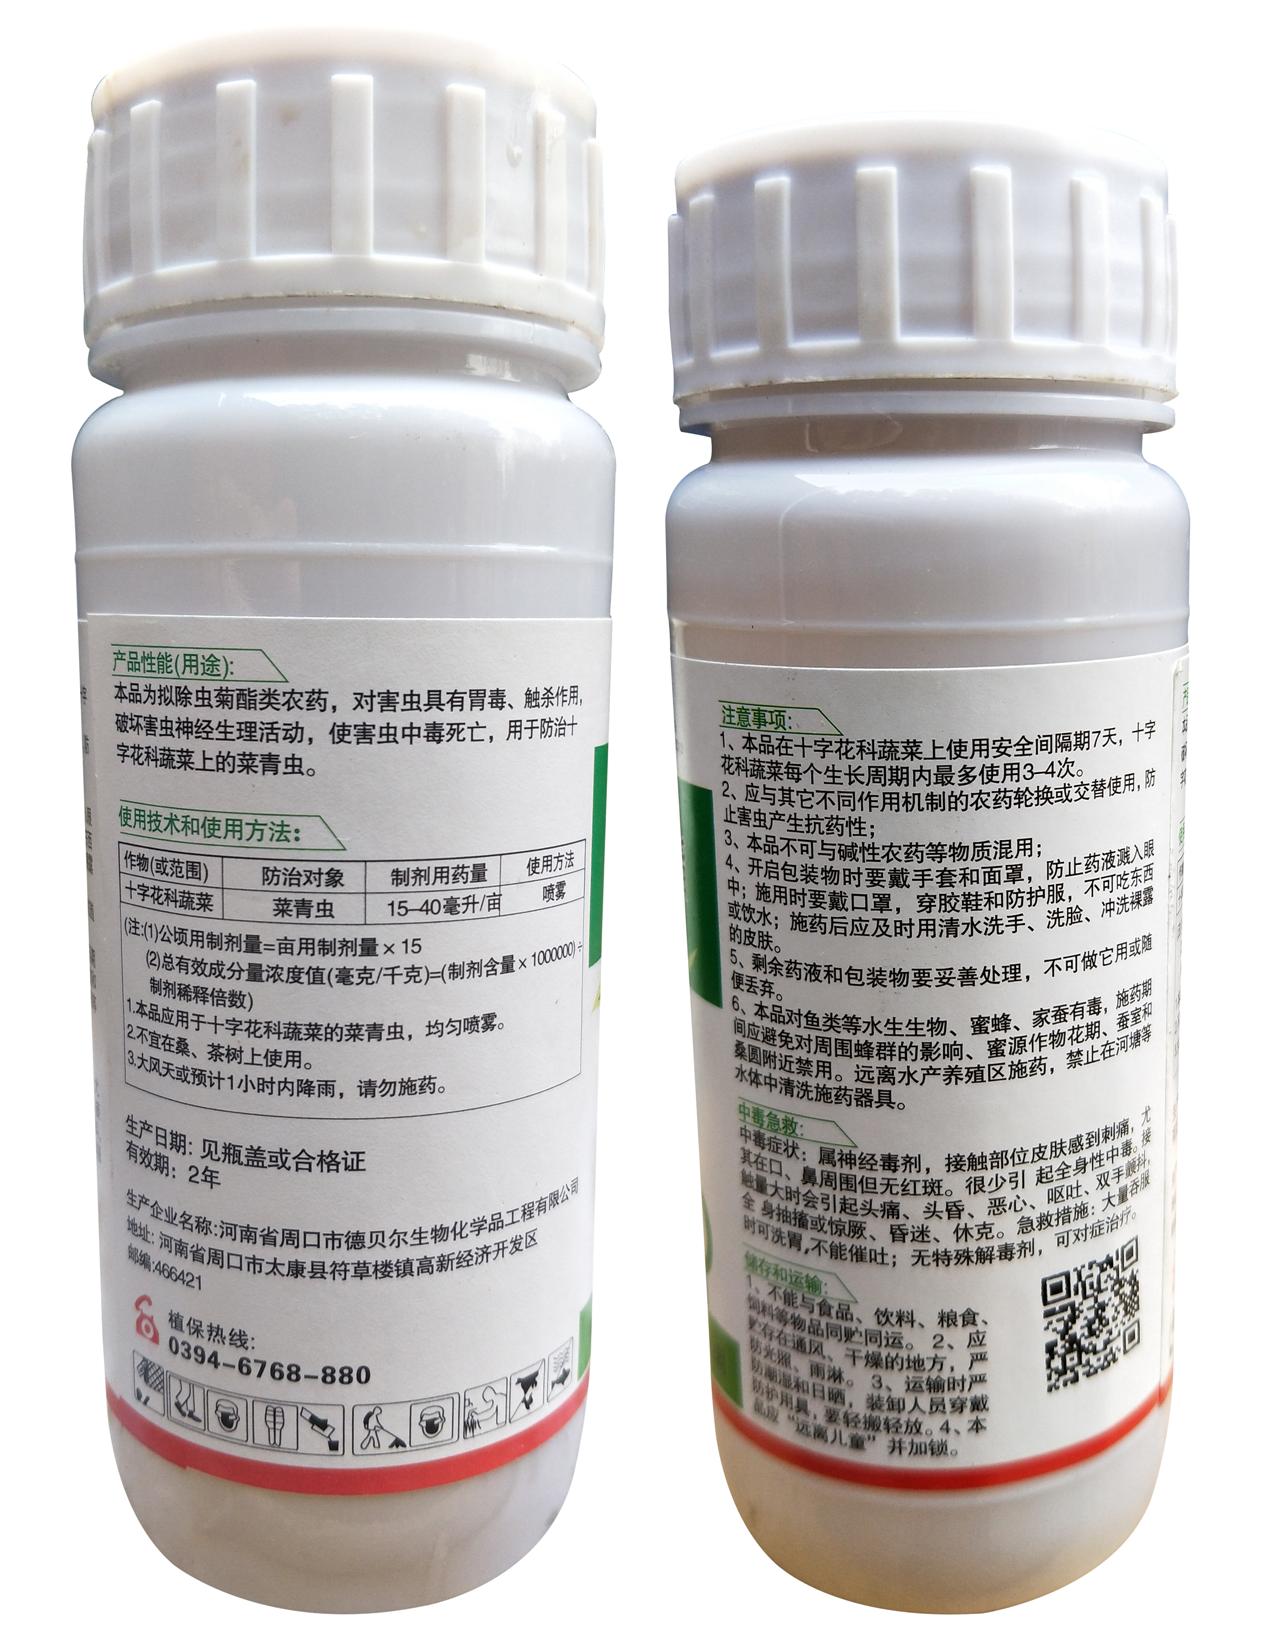 产品性能(用途):
本品为拟除虫菊酯类农药，对害虫具有胃毒、触杀作用，
破坏害虫神经生理活动，使害虫中毒死亡，用于防治十
字花科蔬菜上的菜青虫。
使用技术和使用方法:
作物(或范围) 防治对象 制剂用药量 使用方法
十字花科蔬菜 菜青虫 15–40毫升/亩 喷雾
(注:(1)公顷用制剂量=亩用制剂量×15
(2)总有效成分量浓度值(毫克/千克)=(制剂含量×1000000)÷
制剂稀释倍数)
1.本品应用于十字花科蔬菜的菜青虫，均匀喷雾。
2.不宜在桑、茶树上使用。
3.大风天或预计1小时内降雨，请勿施药。
生产日期: 见瓶盖或合格证
有效期: 2年
生产企业名称:河南省周口市德贝尔生物化学品工程有限公司
地址: 河南省周口市太康县符草楼镇高新经济开发区
邮编:466421
植保热线:
0394-6768-880
注意事项:
1、本品在十字花科蔬菜上使用安全间隔期7天，十字
花科蔬菜每个生长周期内最多使用3–4次。
2、应与其它不同作用机制的农药轮换或交替使用，防
止害虫产生抗药性；
3、本品不可与碱性农药等物质混用；
4、开启包装物时要戴手套和面罩，防止药液溅入眼
中；施用时要戴口罩，穿胶鞋和防护服，不可吃东西
或饮水；施药后应及时用清水洗手、洗脸、冲洗裸露
的皮肤。
5、剩余药液和包装物要妥善处理，不可做它用或随
便丢弃。
6、本品对鱼类等水生生物、蜜蜂、家蚕有毒，施药期
间应避免对周围蜂群的影响、蜜源作物花期、蚕室和
桑圆附近禁用。远离水产养殖区施药，禁止在河塘等
水体中清洗施药器具。
中毒急救:
中毒症状：属神经毒剂，接触部位皮肤感到刺痛，尤
其在口、鼻周围但无红斑。很少引 起全身性中毒。接
触量大时会引起头痛、头昏、恶心、呕吐、双手颤抖，
全 身抽搐或惊厥、昏迷、休克。急救措施：大量吞服
时可洗胃,不能催吐；无特殊解毒剂，可对症治疗。
储存和运输:
1、不能与食品、饮料、粮食、
饲料等物品同贮同运。2、应
贮存在通风、干燥的地方，严
防光照、雨淋。3、运输时严
防潮湿和日晒，装卸人员穿戴
防护用具，要轻搬轻放。4、本
品应“远离儿童”并加锁。